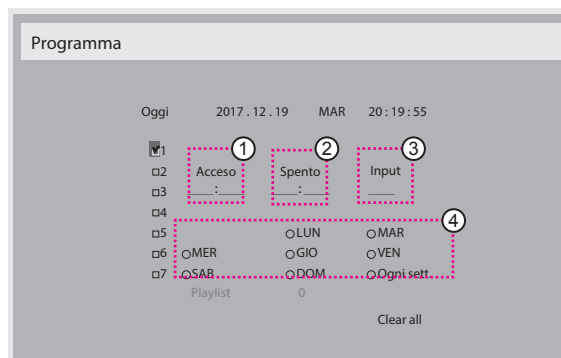 Programma
Oggi 2017 . 12 . 19 MAR 20 : 19 : 55
1 1 2 3
2 Acceso Spento Input
3 ___:___ ___:___ ____
4 4
5 LUN MAR
6 MER GIO VEN
7 SAB DOM Ogni sett
Playlist 0
Clear all